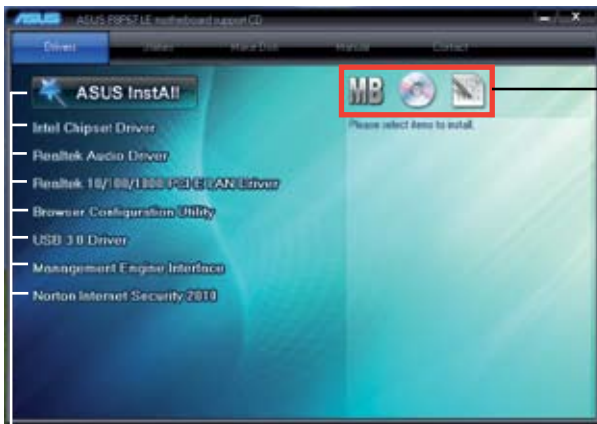 ASUS ASUS P8P67 LE motherboard support CD
Drivers Utilities Make Disk Manual Contact
ASUS InstAll
MB
Please select items to install.
Intel Chipset Driver
Realtek Audio Driver
Realtek 10/100/1000 PCI-E LAN Driver
Browser Configuration Utility
USB 3.0 Driver
Management Engine Interface
Norton Internet Security 2010